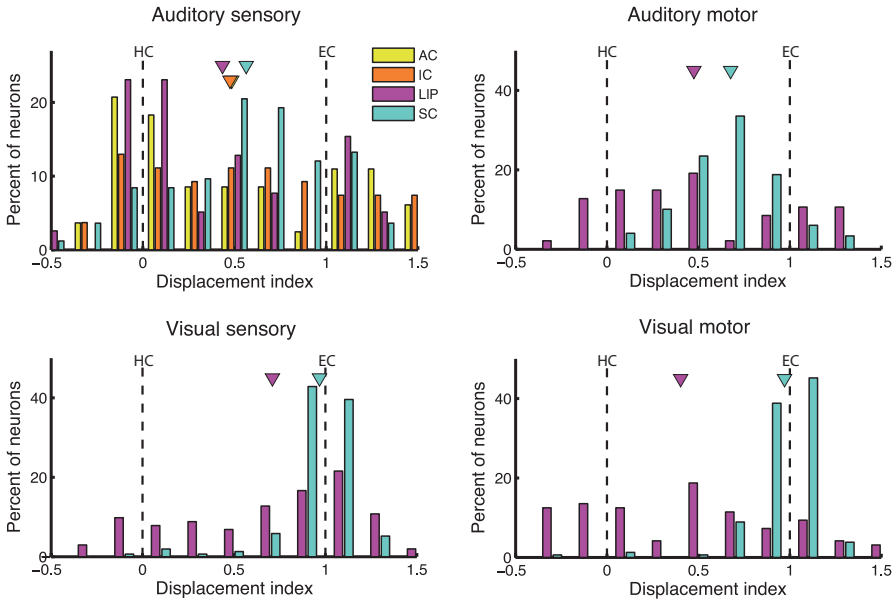 Auditory sensory
HC
EC
AC
IC
LIP
SC
Percent of neurons
20
10
0
−0.5 0 0.5 1 1.5
Displacement index
Auditory motor
HC
EC
Percent of neurons
40
20
0
−0.5 0 0.5 1 1.5
Displacement index
Visual sensory
HC
EC
Percent of neurons
40
20
0
−0.5 0 0.5 1 1.5
Displacement index
Visual motor
HC
EC
Percent of neurons
40
20
0
−0.5 0 0.5 1 1.5
Displacement index